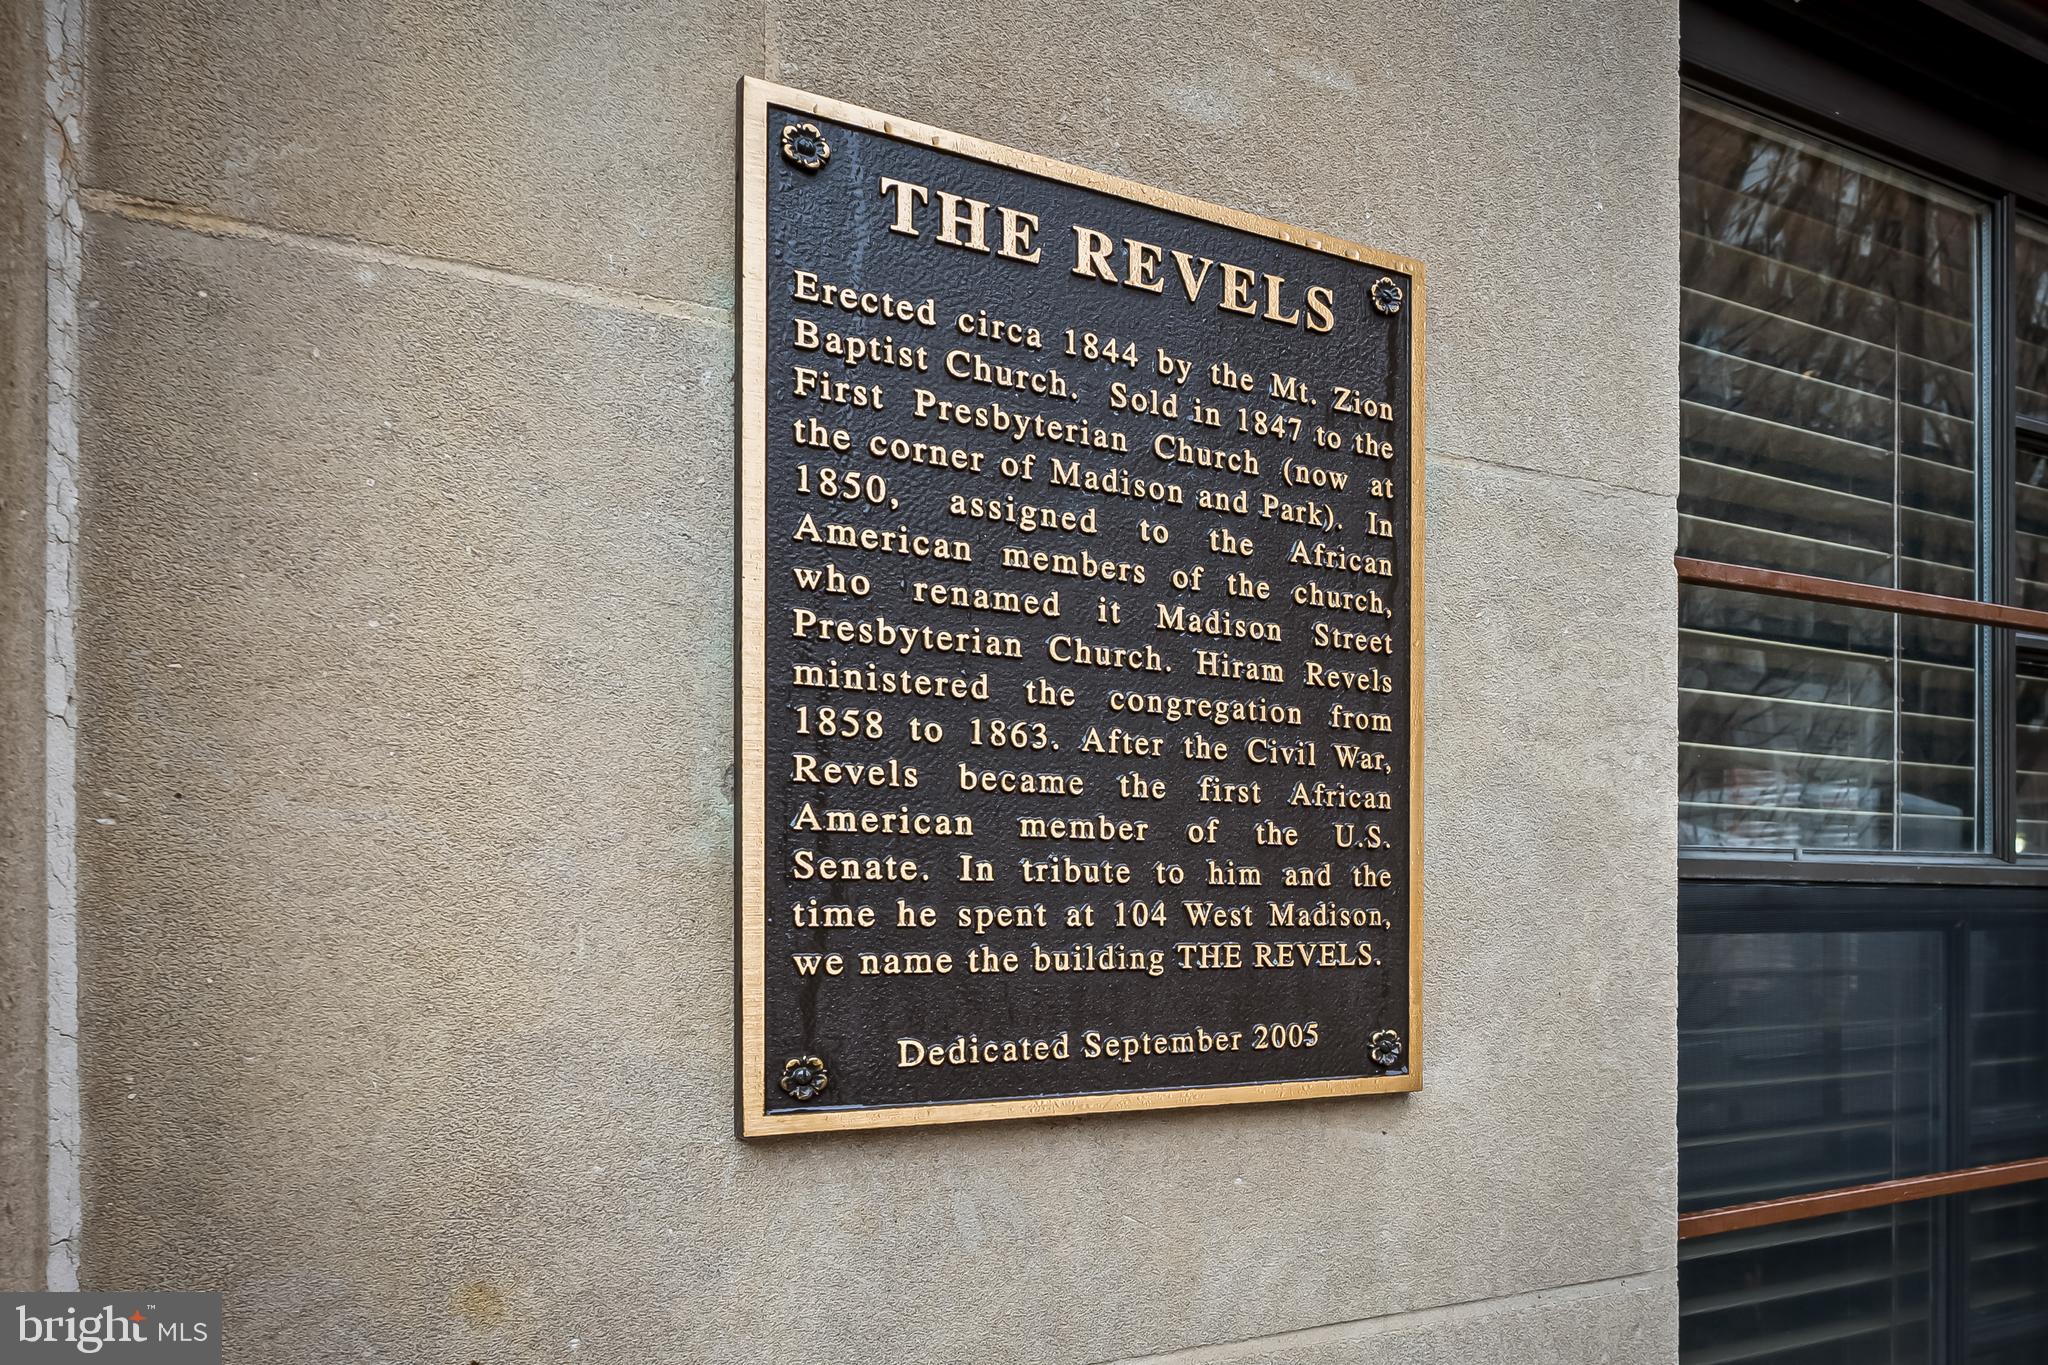 THE REVELS
Erected circa 1844 by the Mt. Zion
Baptist Church. Sold in 1847 to the
First Presbyterian Church (now at
the corner of Madison and Park). In
1850, assigned to the African
American members of the church,
who renamed it Madison Street
Presbyterian Church. Hiram Revels
ministered the congregation from
1858 to 1863. After the Civil War,
Revels became the first African
American member of the U.S.
Senate. In tribute to him and the
time he spent at 104 West Madison,
we name the building THE REVELS.
Dedicated September 2005
bright™ MLS